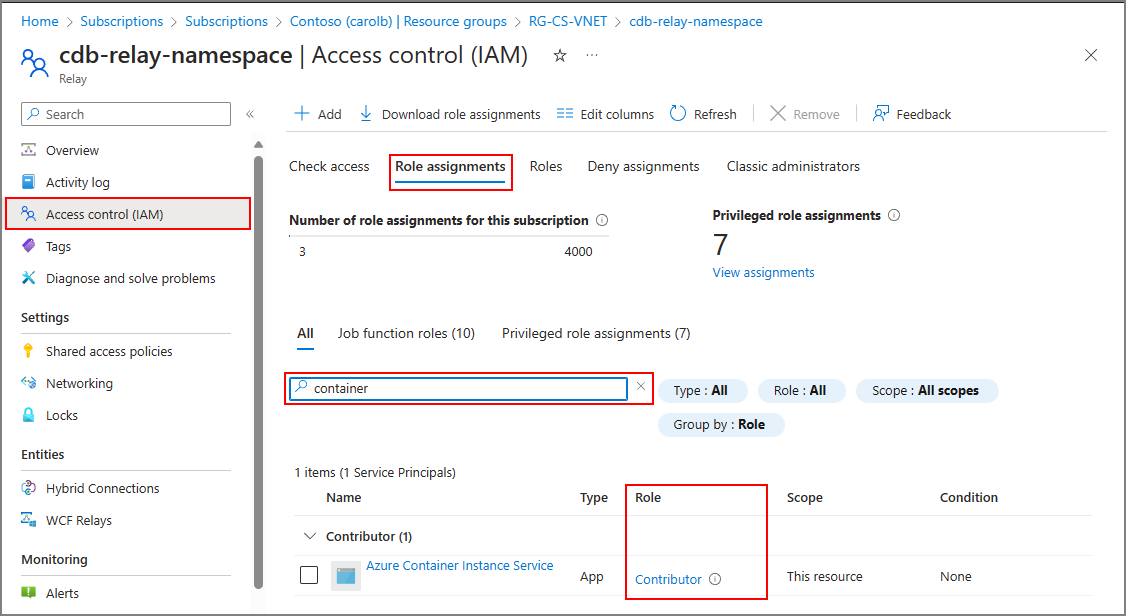 Home > Subscriptions > Subscriptions > Contoso (carolb) | Resource groups > RG-CS-VNET > cdb-relay-namespace
cdb-relay-namespace | Access control (IAM)
Relay
Search
Overview
Activity log
Access control (IAM)
Tags
Diagnose and solve problems
Settings
Shared access policies
Networking
Locks
Entities
Hybrid Connections
WCF Relays
Monitoring
Alerts
Add Download role assignments Edit columns Refresh Remove Feedback
Check access Role assignments Roles Deny assignments Classic administrators
Number of role assignments for this subscription
3 4000
Privileged role assignments
7
View assignments
All Job function roles (10) Privileged role assignments (7)
container
Type : All Role : All Scope : All scopes
Group by : Role
1 items (1 Service Principals)
Name Type Role Scope Condition
Contributor (1)
Azure Container Instance Service App Contributor This resource None